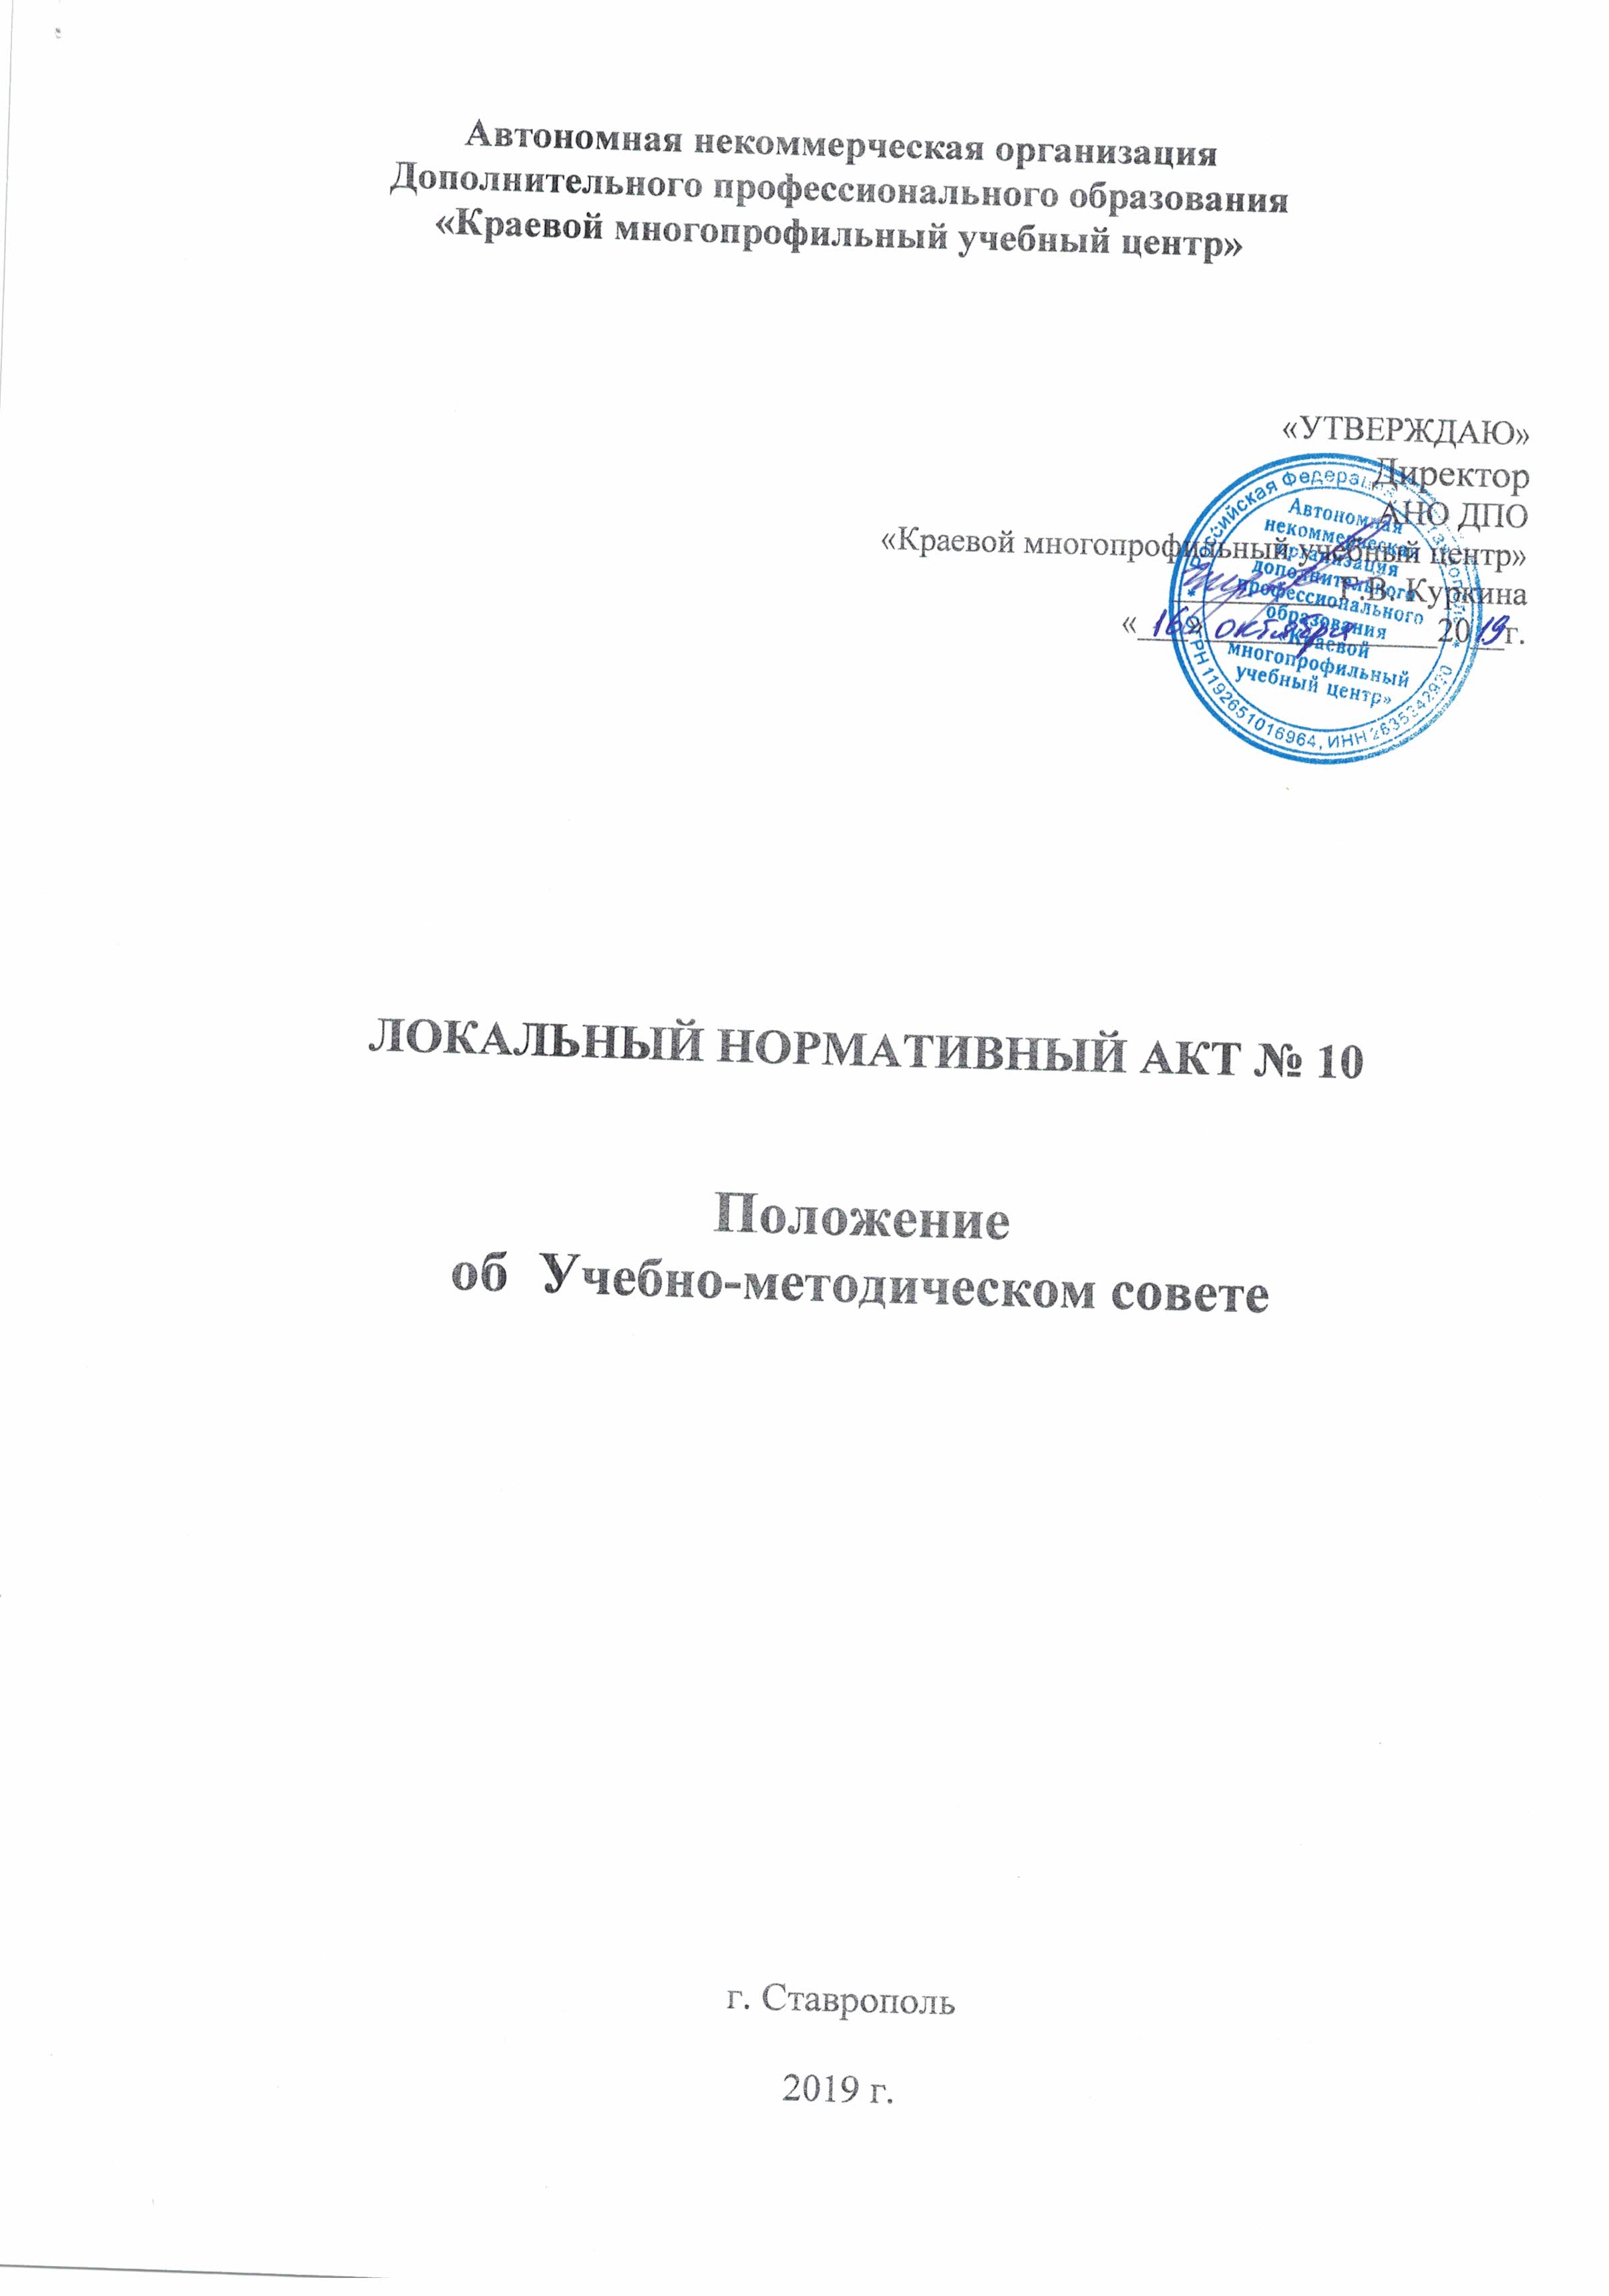 Автономная некоммерческая организация
Дополнительного профессионального образования
«Краевой многопрофильный учебный центр»
«УТВЕРЖДАЮ»
Директор
АНО ДПО
«Краевой многопрофильный учебный центр»
Г.В. Куркина
«16» октября 2019 г.
Российская Федерация
Автономная
некоммерческая
организация
дополнительного
профессионального
образования
«Краевой
многопрофильный
учебный центр»
ОГРН 1192651016964, ИНН
ЛОКАЛЬНЫЙ НОРМАТИВНЫЙ АКТ № 10
Положение
об Учебно-методическом совете
г. Ставрополь
2019 г.